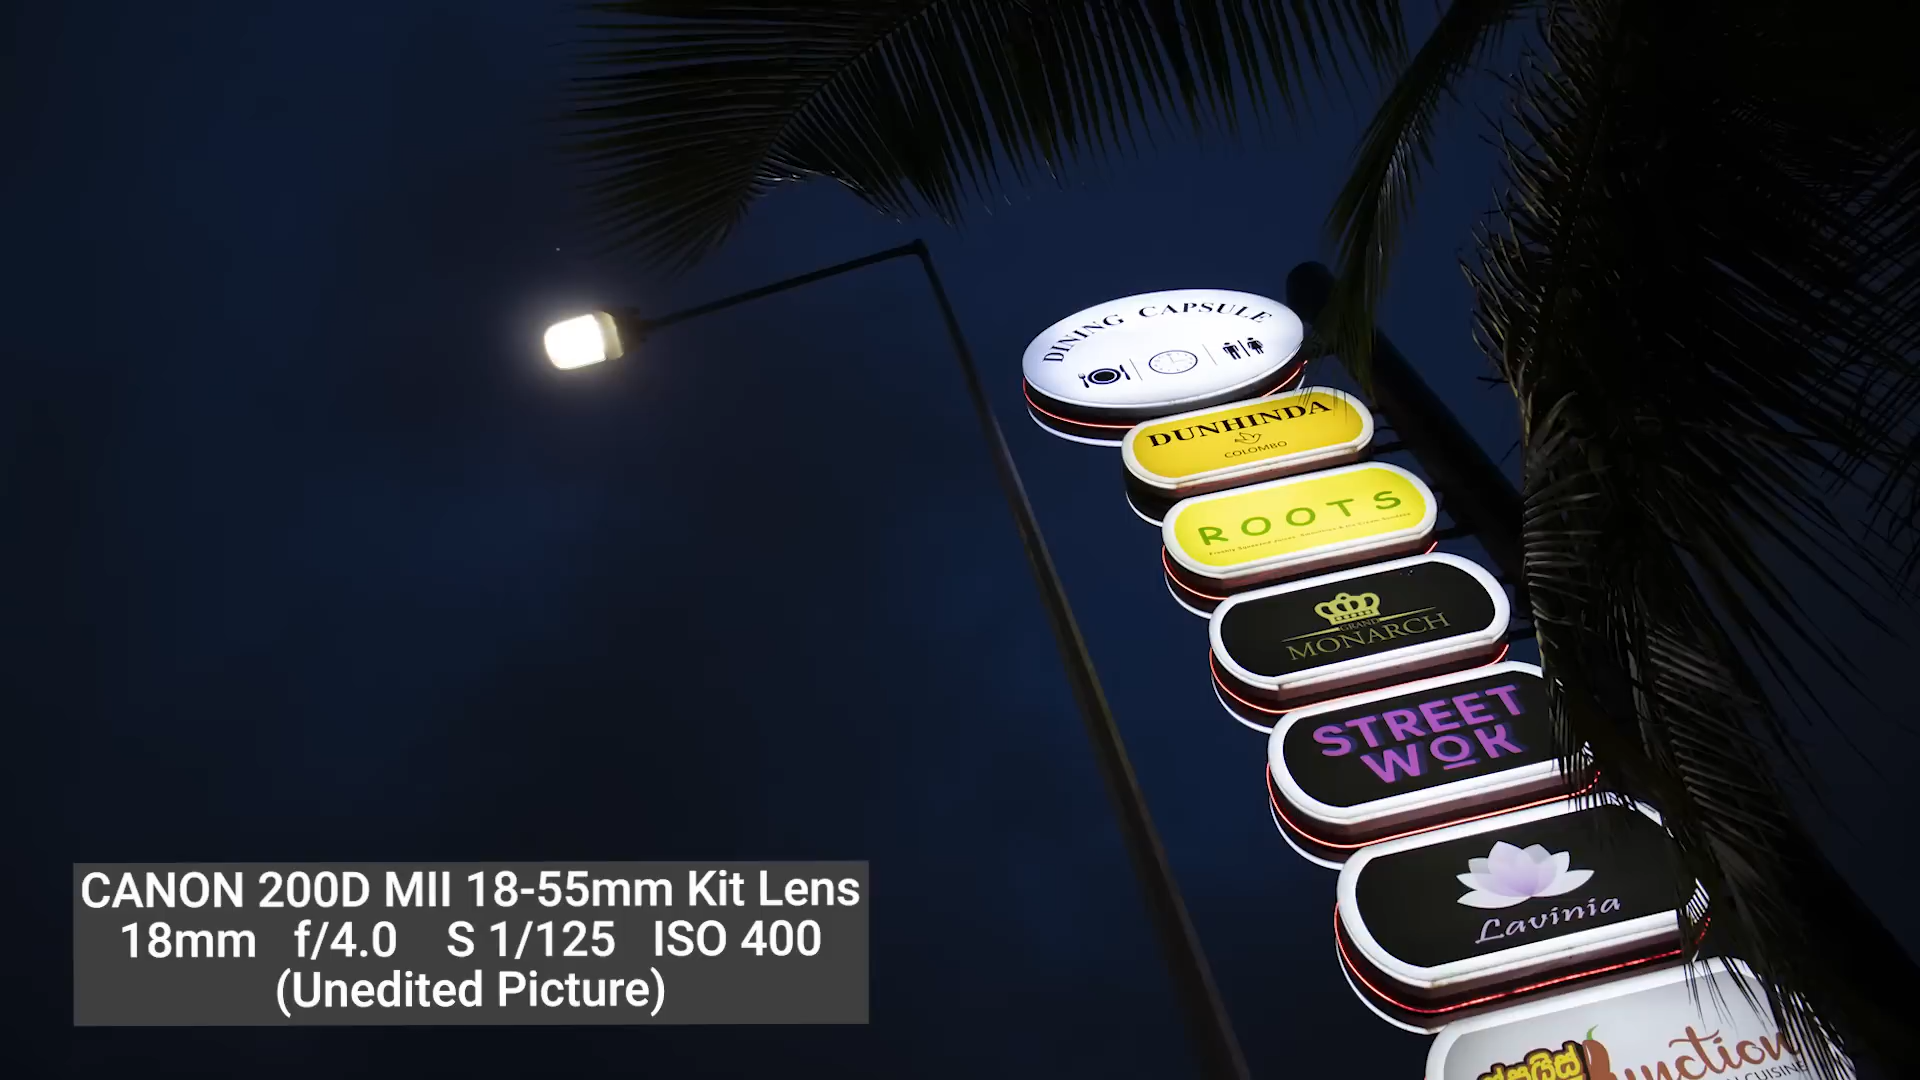 DINING CAPSULE
DUNHINDA
COLOMBO
ROOTS
GRAND
MONARCH
STREET
WOK
Lavinia
CUISINE
CANON 200D MII 18-55mm Kit Lens
18mm f/4.0 S 1/125 ISO 400
(Unedited Picture)